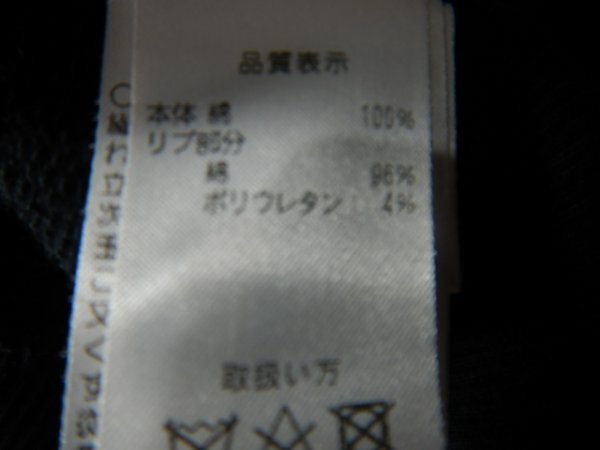 品質表示
本体 綿 100%
リブ部分
綿 96%
ポリウレタン 4%
取扱い方